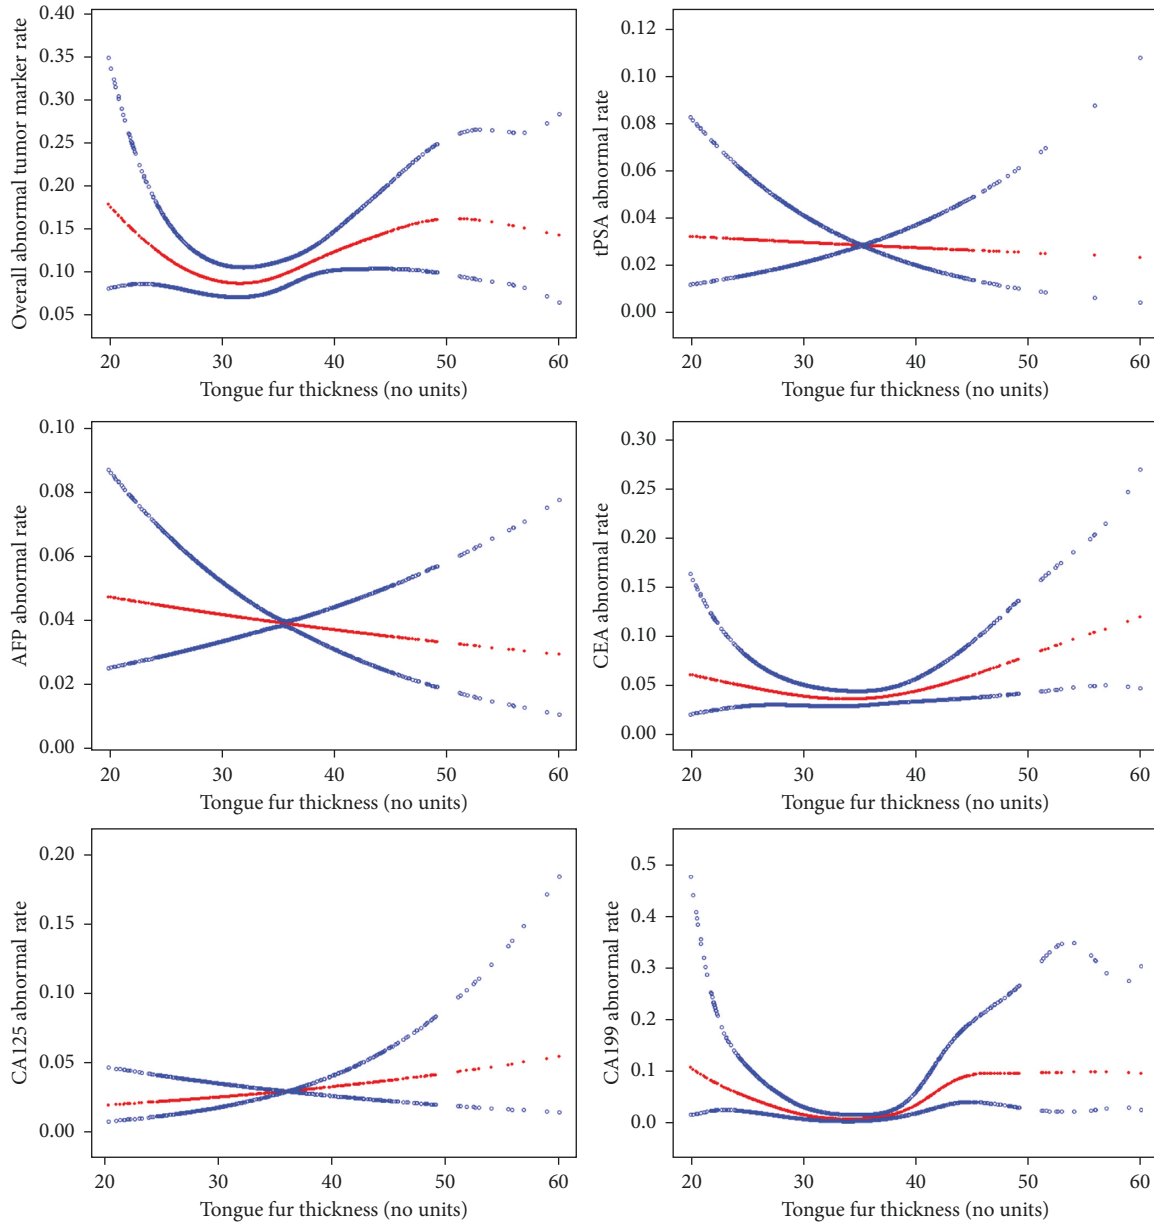 Overall abnormal tumor marker rate
0.40
0.35
0.30
0.25
0.20
0.15
0.10
0.05
20 30 40 50 60
Tongue fur thickness (no units)
tPSA abnormal rate
0.12
0.10
0.08
0.06
0.04
0.02
0.00
20 30 40 50 60
Tongue fur thickness (no units)
AFP abnormal rate
0.10
0.08
0.06
0.04
0.02
0.00
20 30 40 50 60
Tongue fur thickness (no units)
CEA abnormal rate
0.30
0.25
0.20
0.15
0.10
0.05
0.00
20 30 40 50 60
Tongue fur thickness (no units)
CA125 abnormal rate
0.20
0.15
0.10
0.05
0.00
20 30 40 50 60
Tongue fur thickness (no units)
CA199 abnormal rate
0.5
0.4
0.3
0.2
0.1
0.0
20 30 40 50 60
Tongue fur thickness (no units)